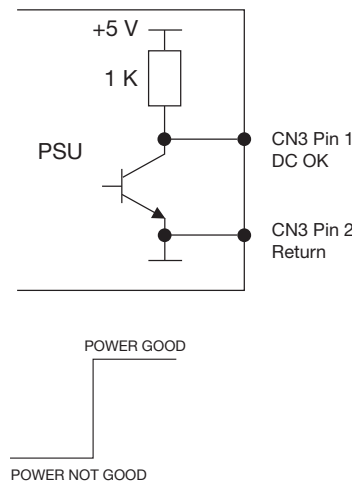 +5 V
1 K
PSU
CN3 Pin 1
DC OK
CN3 Pin 2
Return
POWER GOOD
POWER NOT GOOD